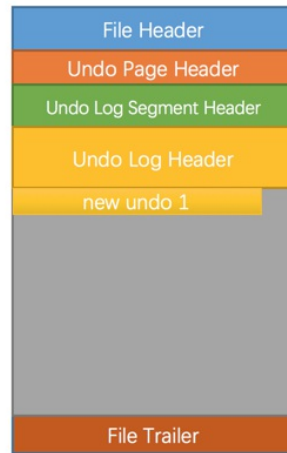 File Header
Undo Page Header
Undo Log Segment Header
Undo Log Header
new undo 1
File Trailer